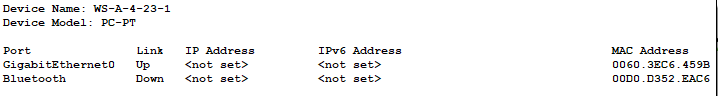 Device Name: WS-A-4-23-1
Device Model: PC-PT
Port Link IP Address IPv6 Address MAC Address
GigabitEthernet0 Up <not set> <not set> 0060.3EC6.459B
Bluetooth Down <not set> <not set> 00D0.D352.EAC6